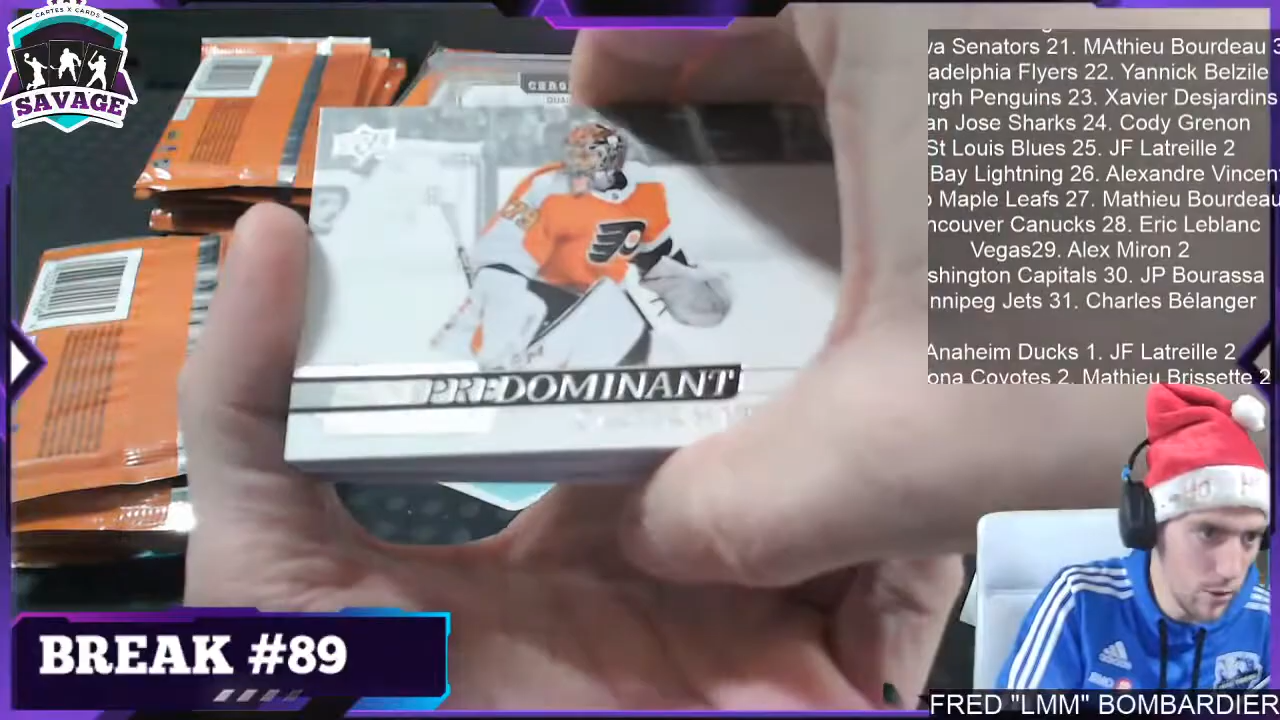 CARTES X CARDS
SAVAGE
PREDOMINANT
va Senators 21. MAthieu Bourdeau 3
adelphia Flyers 22. Yannick Belzile
urgh Penguins 23. Xavier Desjardins
an Jose Sharks 24. Cody Grenon
St Louis Blues 25. JF Latreille 2
Bay Lightning 26. Alexandre Vincen
o Maple Leafs 27. Mathieu Bourdeau
ncouver Canucks 28. Eric Leblanc
Vegas29. Alex Miron 2
shington Capitals 30. JP Bourassa
nnipeg Jets 31. Charles Bélanger
Anaheim Ducks 1. JF Latreille 2
ona Coyotes 2. Mathieu Brissette 2
HO H
BREAK #89
FRED "LMM" BOMBARDIER